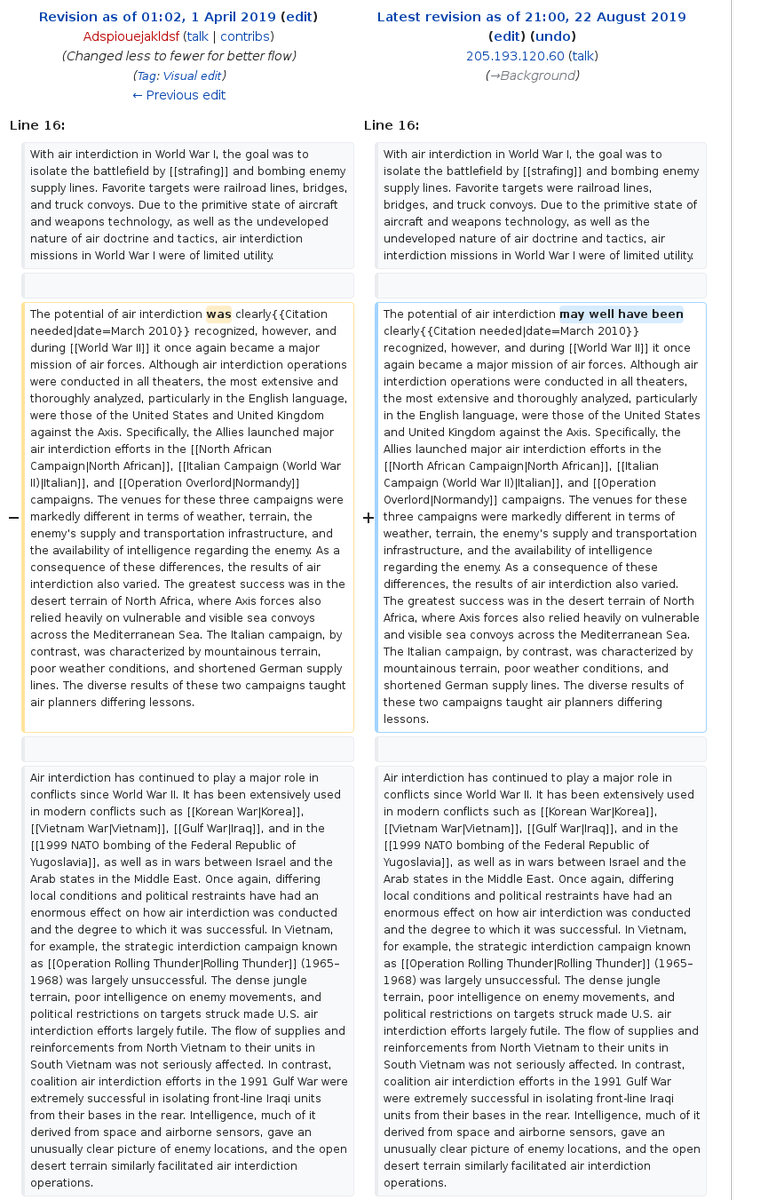 Revision as of 01:02, 1 April 2019 (edit)
Adspiouejakldsf (talk | contribs)
(Changed less to fewer for better flow)
(Tag: Visual edit)
← Previous edit
Latest revision as of 21:00, 22 August 2019
(edit) (undo)
205.193.120.60 (talk)
(→Background)
Line 16:
With air interdiction in World War I, the goal was to
isolate the battlefield by [[strafing]] and bombing enemy
supply lines. Favorite targets were railroad lines, bridges,
and truck convoys. Due to the primitive state of aircraft
and weapons technology, as well as the undeveloped
nature of air doctrine and tactics, air interdiction
missions in World War I were of limited utility.
Line 16:
With air interdiction in World War I, the goal was to
isolate the battlefield by [[strafing]] and bombing enemy
supply lines. Favorite targets were railroad lines,
bridges, and truck convoys. Due to the primitive state of
aircraft and weapons technology, as well as the
undeveloped nature of air doctrine and tactics, air
interdiction missions in World War I were of limited utility.
−
The potential of air interdiction was clearly{{Citation
needed|date=March 2010}} recognized, however, and
during [[World War II]] it once again became a major
mission of air forces. Although air interdiction operations
were conducted in all theaters, the most extensive and
thoroughly analyzed, particularly in the English language,
were those of the United States and United Kingdom
against the Axis. Specifically, the Allies launched major
air interdiction efforts in the [[North African
Campaign|North African]], [[Italian Campaign (World War
II)|Italian]], and [[Operation Overlord|Normandy]]
campaigns. The venues for these three campaigns were
markedly different in terms of weather, terrain, the
enemy's supply and transportation infrastructure, and
the availability of intelligence regarding the enemy. As a
consequence of these differences, the results of air
interdiction also varied. The greatest success was in the
desert terrain of North Africa, where Axis forces also
relied heavily on vulnerable and visible sea convoys
across the Mediterranean Sea. The Italian campaign, by
contrast, was characterized by mountainous terrain,
poor weather conditions, and shortened German supply
lines. The diverse results of these two campaigns taught
air planners differing lessons.
+
The potential of air interdiction may well have been
clearly{{Citation needed|date=March 2010}}
recognized, however, and during [[World War II]] it once
again became a major mission of air forces. Although air
interdiction operations were conducted in all theaters,
the most extensive and thoroughly analyzed, particularly
in the English language, were those of the United States
and United Kingdom against the Axis. Specifically, the
Allies launched major air interdiction efforts in the
[[North African Campaign|North African]], [[Italian
Campaign (World War II)|Italian]], and [[Operation
Overlord|Normandy]] campaigns. The venues for these
three campaigns were markedly different in terms of
weather, terrain, the enemy's supply and transportation
infrastructure, and the availability of intelligence
regarding the enemy. As a consequence of these
differences, the results of air interdiction also varied.
The greatest success was in the desert terrain of North
Africa, where Axis forces also relied heavily on vulnerable
and visible sea convoys across the Mediterranean Sea.
The Italian campaign, by contrast, was characterized by
mountainous terrain, poor weather conditions, and
shortened German supply lines. The diverse results of
these two campaigns taught air planners differing
lessons.
Air interdiction has continued to play a major role in
conflicts since World War II. It has been extensively used
in modern conflicts such as [[Korean War|Korea]],
[[Vietnam War|Vietnam]], [[Gulf War|Iraq]], and in the
[[1999 NATO bombing of the Federal Republic of
Yugoslavia]], as well as in wars between Israel and the
Arab states in the Middle East. Once again, differing
local conditions and political restraints have had an
enormous effect on how air interdiction was conducted
and the degree to which it was successful. In Vietnam,
for example, the strategic interdiction campaign known
as [[Operation Rolling Thunder|Rolling Thunder]] (1965–
1968) was largely unsuccessful. The dense jungle
terrain, poor intelligence on enemy movements, and
political restrictions on targets struck made U.S. air
interdiction efforts largely futile. The flow of supplies and
reinforcements from North Vietnam to their units in
South Vietnam was not seriously affected. In contrast,
coalition air interdiction efforts in the 1991 Gulf War were
extremely successful in isolating front-line Iraqi
units from their bases in the rear. Intelligence, much of it
derived from space and airborne sensors, gave an
unusually clear picture of enemy locations, and the open
desert terrain similarly facilitated air interdiction
operations.
Air interdiction has continued to play a major role in
conflicts since World War II. It has been extensively used
in modern conflicts such as [[Korean War|Korea]],
[[Vietnam War|Vietnam]], [[Gulf War|Iraq]], and in the
[[1999 NATO bombing of the Federal Republic of
Yugoslavia]], as well as in wars between Israel and the
Arab states in the Middle East. Once again, differing
local conditions and political restraints have had an
enormous effect on how air interdiction was conducted
and the degree to which it was successful. In Vietnam,
for example, the strategic interdiction campaign known
as [[Operation Rolling Thunder|Rolling Thunder]] (1965–
1968) was largely unsuccessful. The dense jungle
terrain, poor intelligence on enemy movements, and
political restrictions on targets struck made U.S. air
interdiction efforts largely futile. The flow of supplies and
reinforcements from North Vietnam to their units in
South Vietnam was not seriously affected. In contrast,
coalition air interdiction efforts in the 1991 Gulf War
were extremely successful in isolating front-line Iraqi
units from their bases in the rear. Intelligence, much of it
derived from space and airborne sensors, gave an
unusually clear picture of enemy locations, and the open
desert terrain similarly facilitated air interdiction
operations.